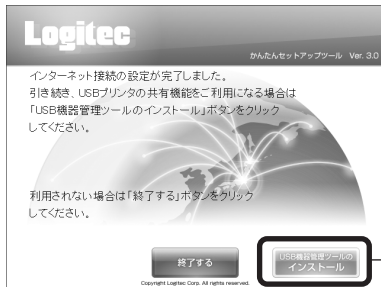 Logitec
かんたんセットアップツール Ver. 3.0
インターネット接続の設定が完了しました。
引き続き、USBプリンタの共有機能をご利用になる場合は
「USB機器管理ツールのインストール」ボタンをクリック
してください。
利用されない場合は「終了する」ボタンをクリック
してください。
終了する
USB機器管理ツールの
インストール
Copyright Logitec Corp. All rights reserved.